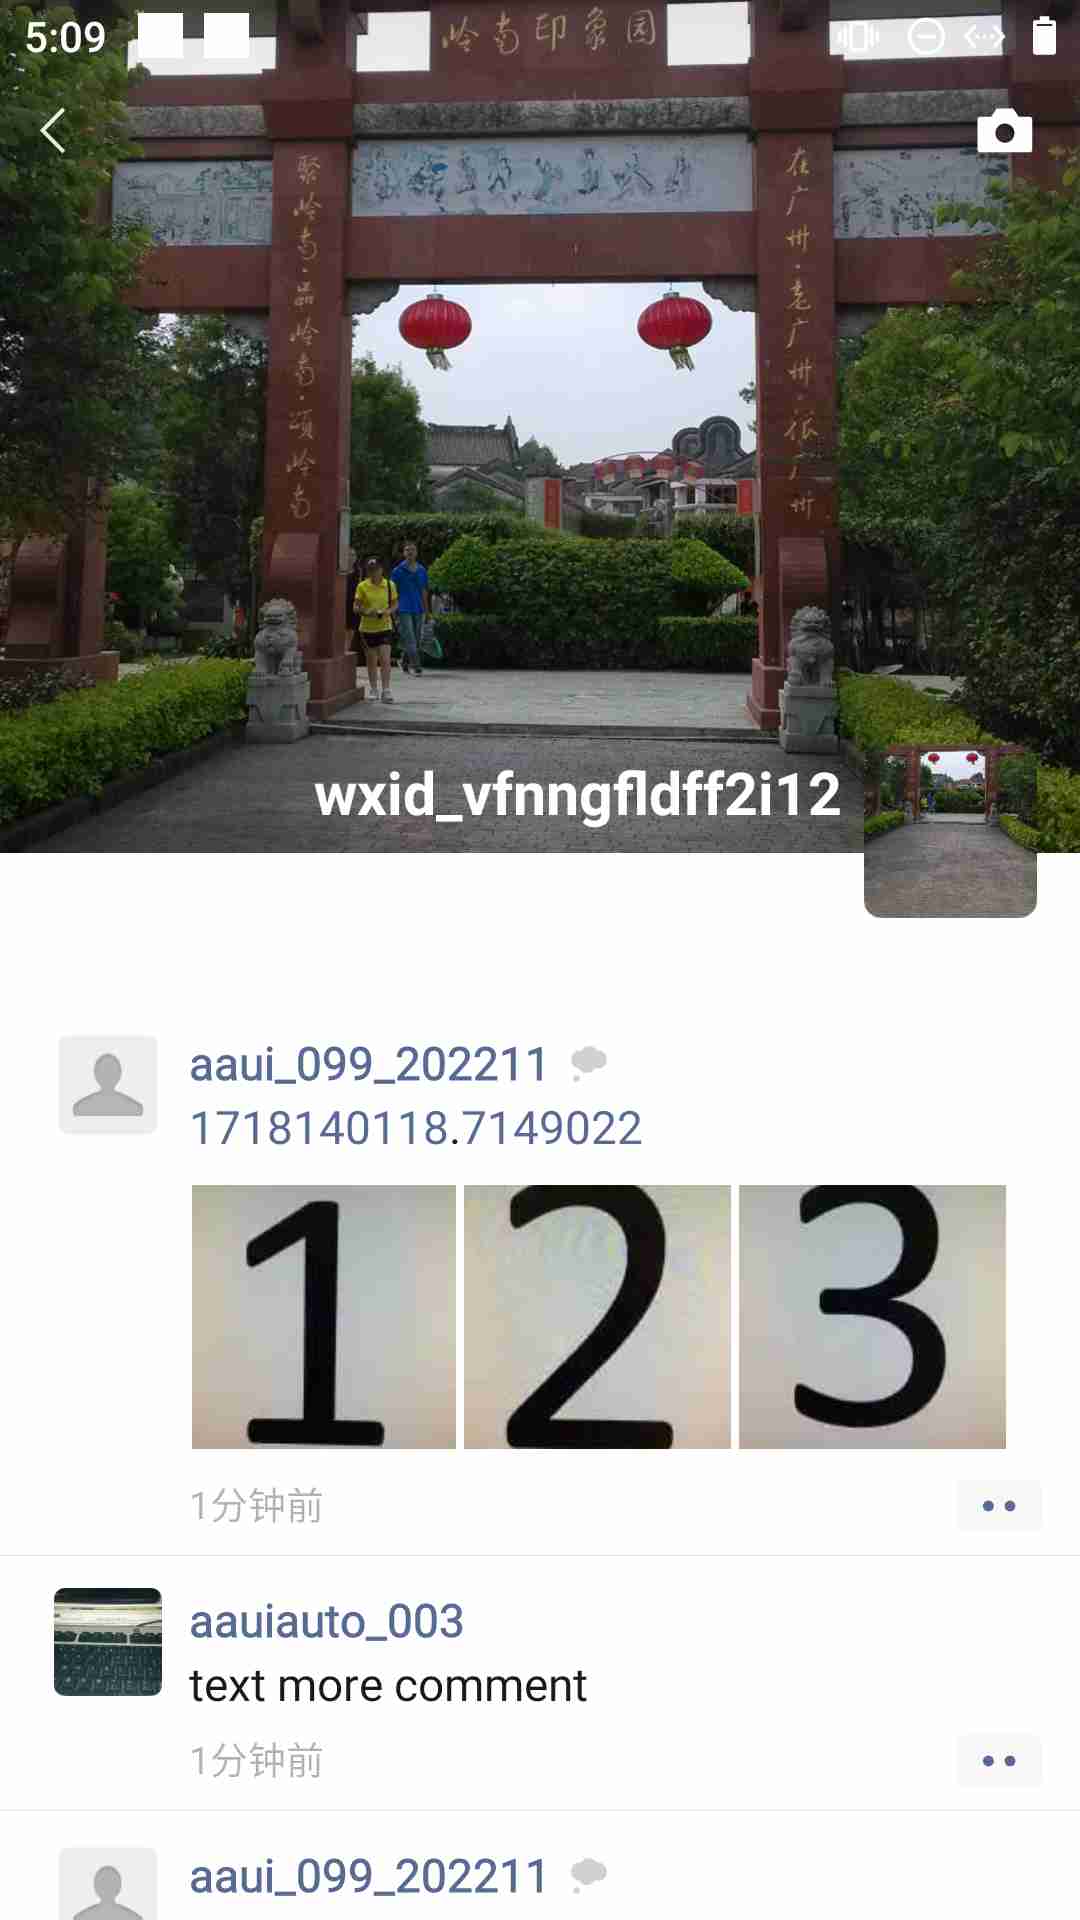 5:09
岭南印象园
聚岭南·品岭南·颂岭南
在广州·老广州·很广州
wxid_vfnngfldff2i12
aaui_099_202211
1718140118.7149022
1 2 3
1分钟前
aauiauto_003
text more comment
1分钟前
aaui_099_202211